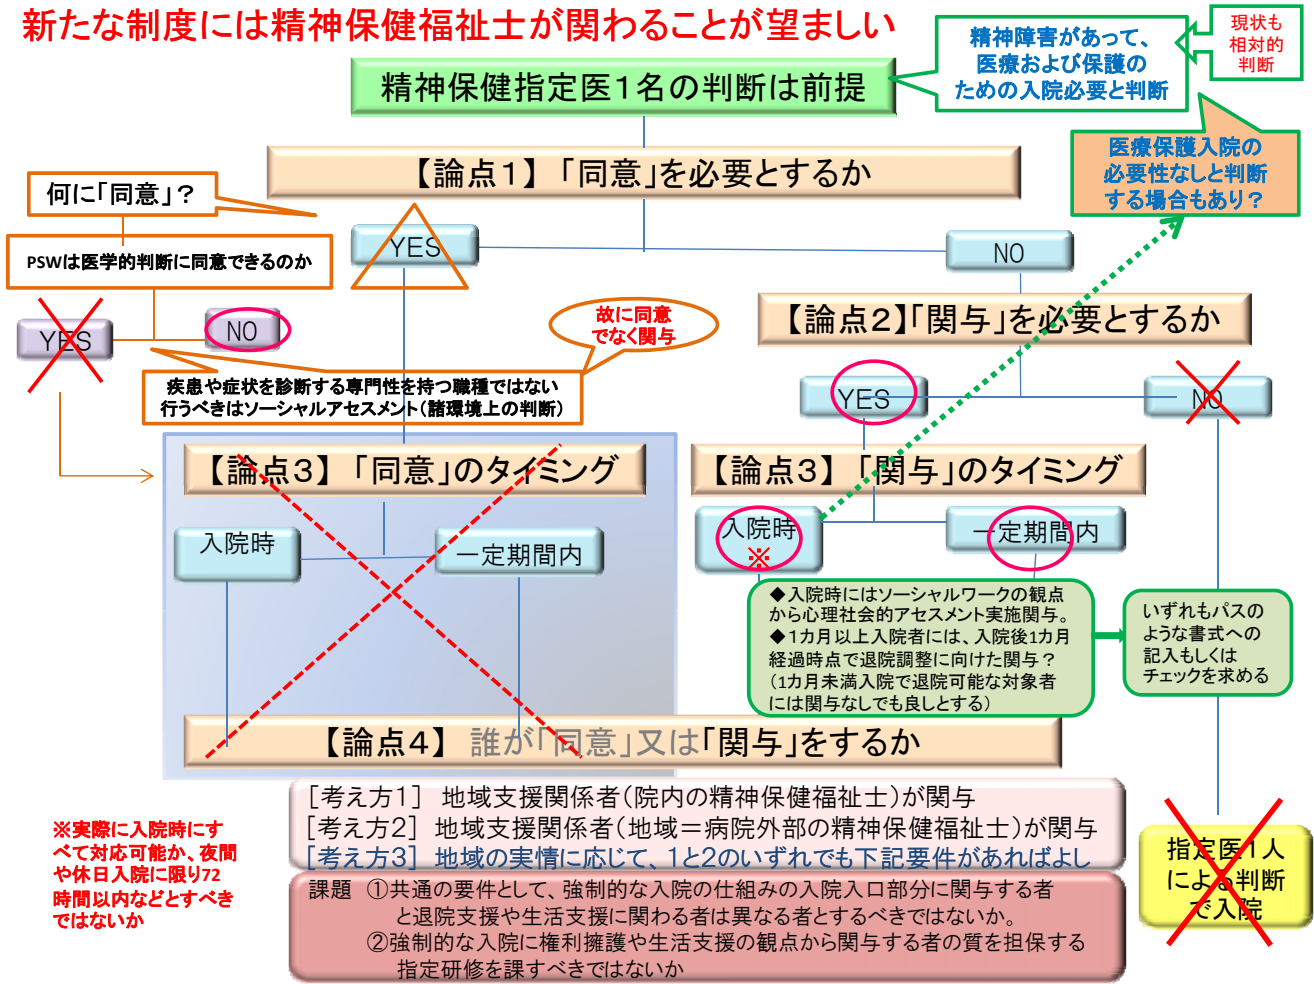 新たな制度には精神保健福祉士が関わることが望ましい
現状も
相対的
判断
精神障害があって、
医療および保護の
ための入院必要と判断
精神保健指定医1名の判断は前提
医療保護入院の
必要性なしと判断
する場合もあり？
【論点1】「同意」を必要とするか
何に「同意」？
YES
NO
PSWは医学的判断に同意できるのか
【論点2】「関与」を必要とするか
YES
NO
故に同意
でなく関与
疾患や症状を診断する専門性を持つ職種ではない
行うべきはソーシャルアセスメント（諸環境上の判断）
YES
NO
【論点3】「同意」のタイミング
【論点3】「関与」のタイミング
入院時
一定期間内
入院時
※
一定期間内
◆入院時にはソーシャルワークの観点
から心理社会的アセスメント実施関与。
◆1カ月以上入院者には、入院後1カ月
経過時点で退院調整に向けた関与？
（1カ月未満入院で退院可能な対象者
には関与なしでも良しとする）
いずれもパスの
ような書式への
記入もしくは
チェックを求める
【論点4】 誰が「同意」又は「関与」をするか
［考え方1］ 地域支援関係者（院内の精神保健福祉士）が関与
［考え方2］ 地域支援関係者（地域＝病院外部の精神保健福祉士）が関与
［考え方3］ 地域の実情に応じて、1と2のいずれでも下記要件があればよし
課題 ①共通の要件として、強制的な入院の仕組みの入院入口部分に関与する者
と退院支援や生活支援に関わる者は異なる者とするべきではないか。
②強制的な入院に権利擁護や生活支援の観点から関与する者の質を担保する
指定研修を課すべきではないか
※実際に入院時にす
べて対応可能か、夜間
や休日入院に限り72
時間以内などとすべき
ではないか
指定医1人
による判断
で入院